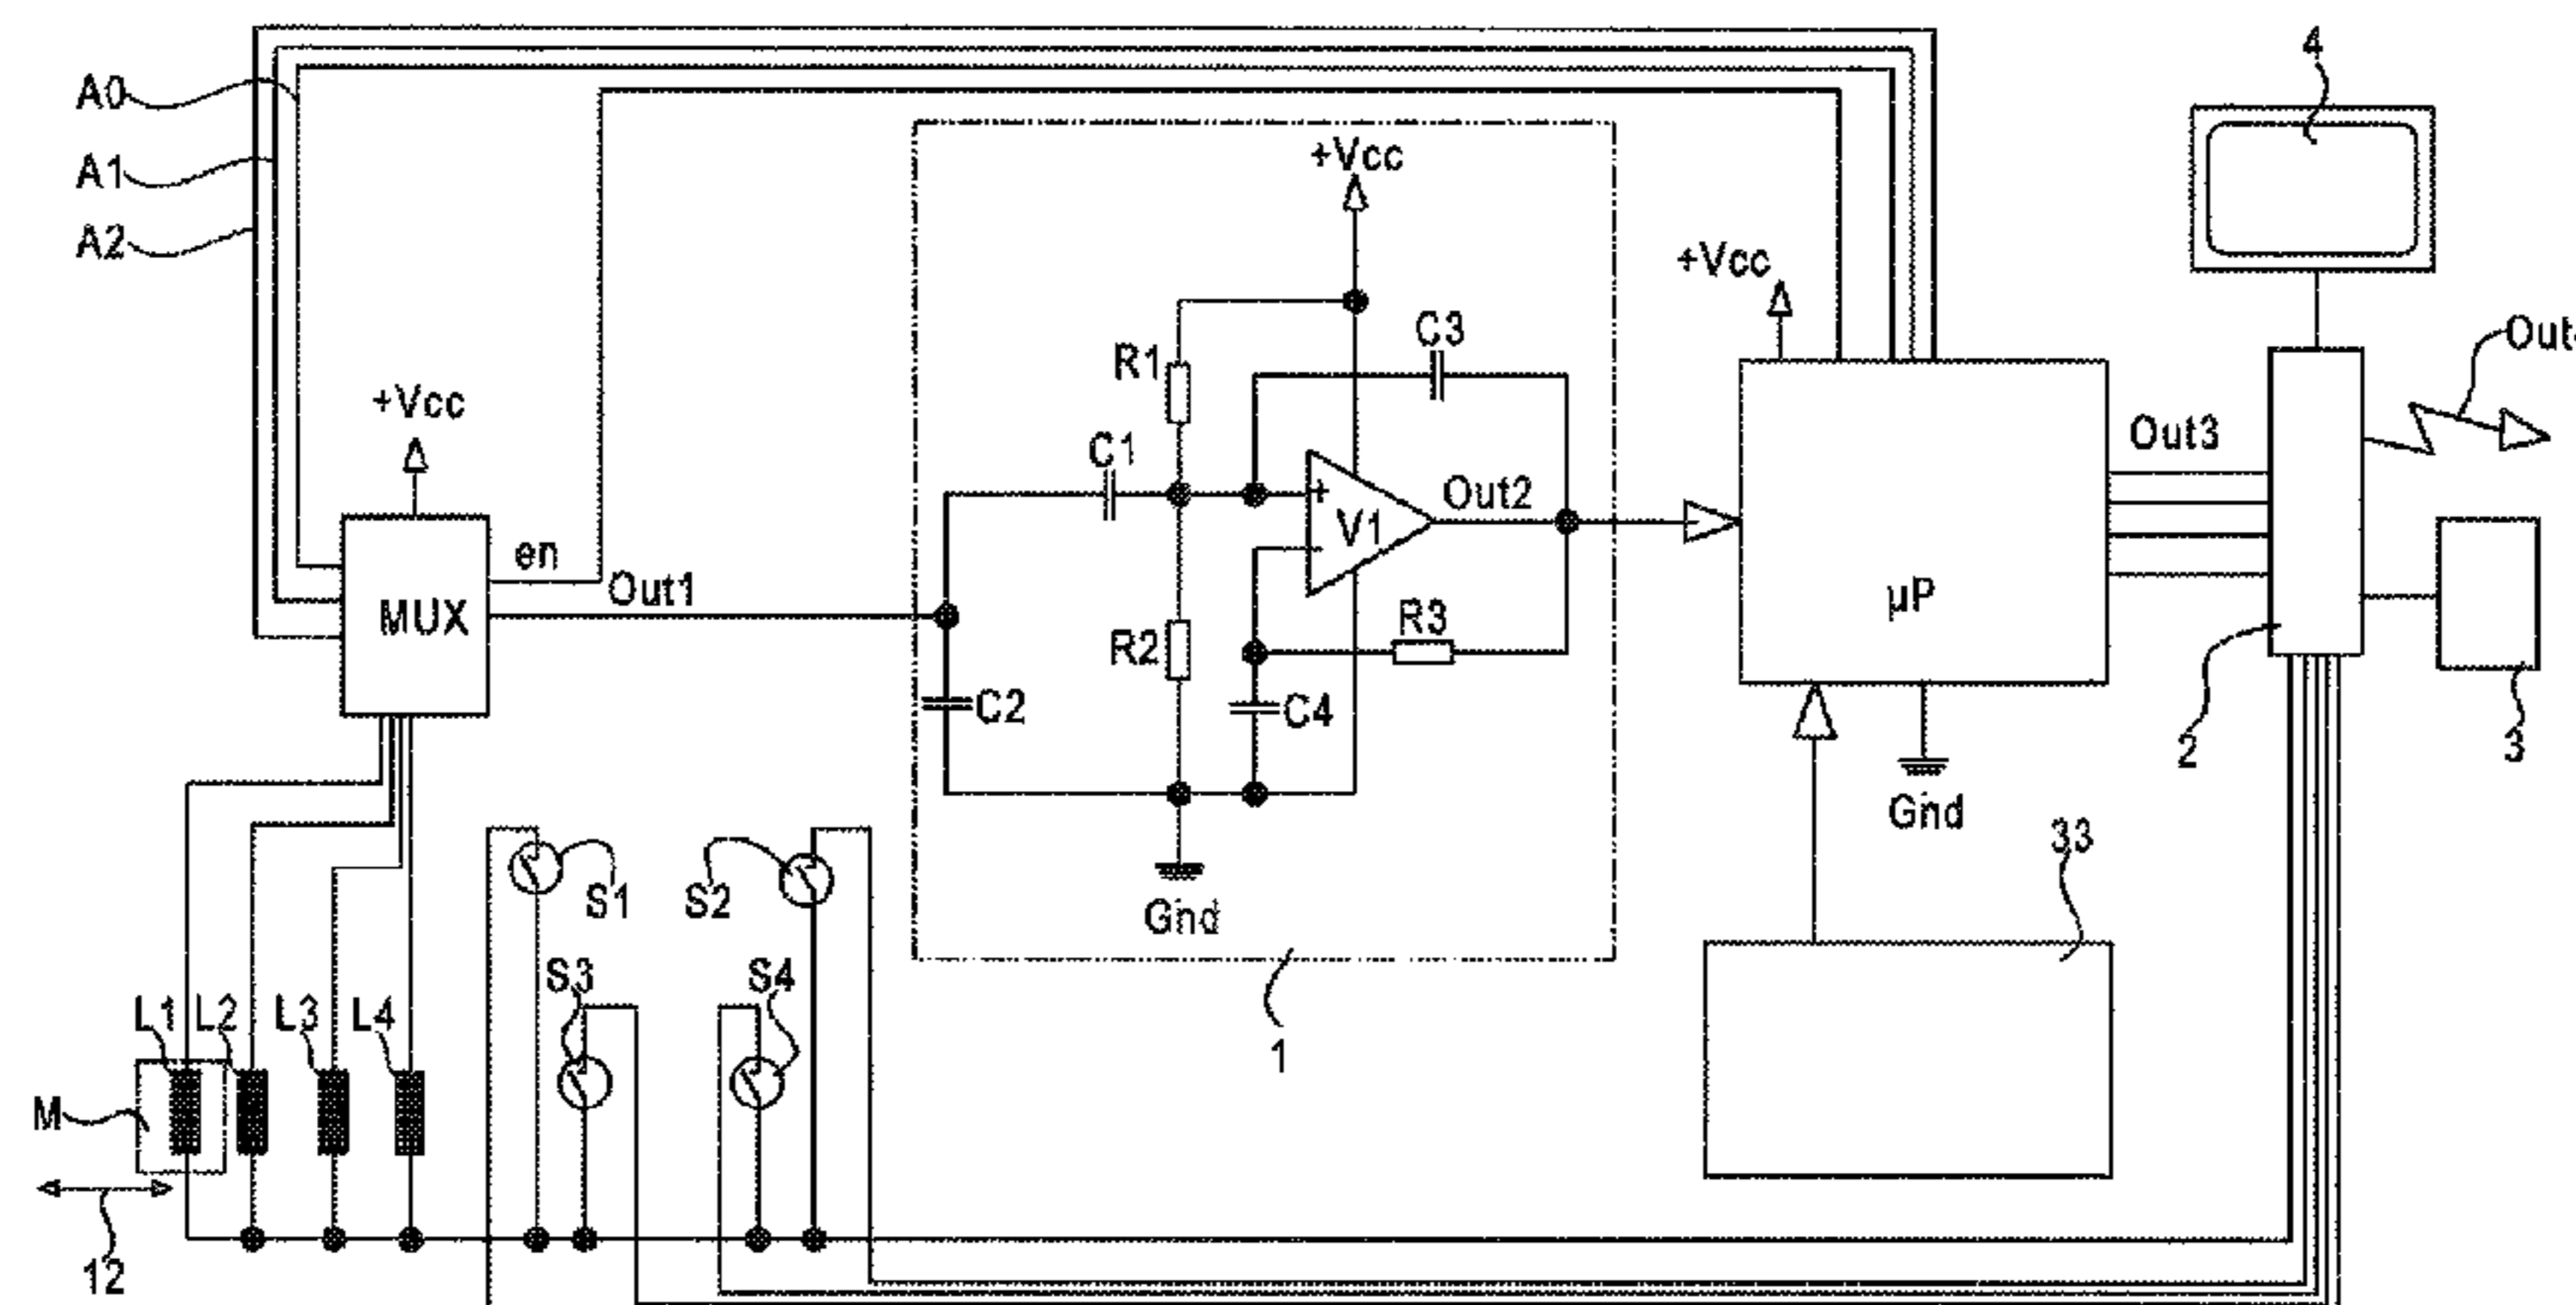 A0
A1
A2
+Vcc
MUX
en
Out1
L1
L2
L3
L4
M
12
S1
S2
S3
S4
+Vcc
R1
C1
C3
+
V1
-
Out2
R2
R3
C2
C4
Gnd
1
+Vcc
µP
Gnd
33
Out3
4
2
3